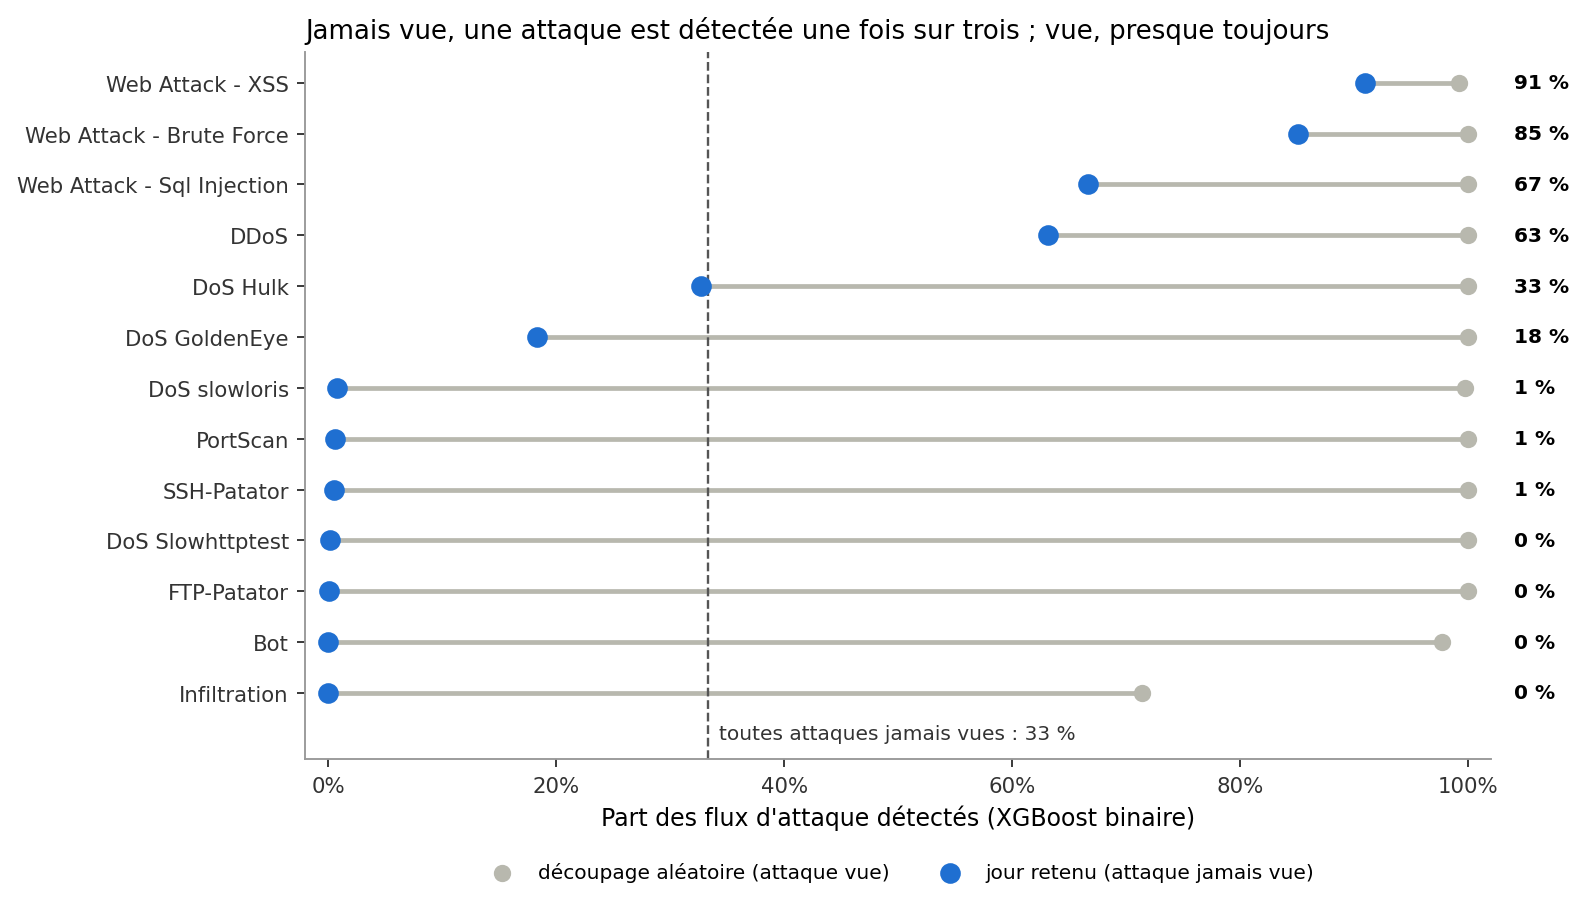 Jamais vue, une attaque est détectée une fois sur trois ; vue, presque toujours
Web Attack - XSS 91 %
Web Attack - Brute Force 85 %
Web Attack - Sql Injection 67 %
DDoS 63 %
DoS Hulk 33 %
DoS GoldenEye 18 %
DoS slowloris 1 %
PortScan 1 %
SSH-Patator 1 %
DoS Slowhttptest 0 %
FTP-Patator 0 %
Bot 0 %
Infiltration 0 %
toutes attaques jamais vues : 33 %
0% 20% 40% 60% 80% 100%
Part des flux d'attaque détectés (XGBoost binaire)
découpage aléatoire (attaque vue) jour retenu (attaque jamais vue)